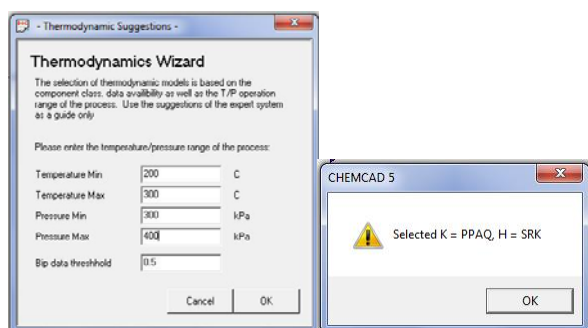 - Thermodynamic Suggestions -
Thermodynamics Wizard
The selection of thermodynamic models is based on the
component class. data availibility as well as the T/P operation
range of the process. Use the suggestions of the expert system
as a guide only
Please enter the temperature/pressure range of the process:
Temperature Min 200 C
Temperature Max 300 C
Pressure Min 300 kPa
Pressure Max 400 kPa
Bip data threshhold 0.5
Cancel OK
CHEMCAD 5
Selected K = PPAQ, H = SRK
OK